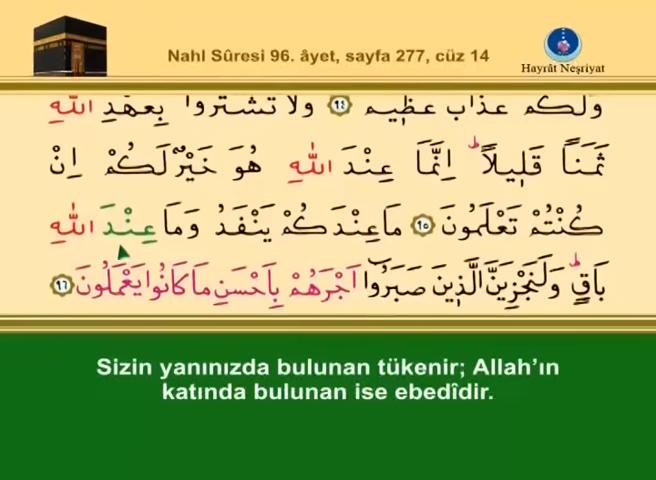 Nahl Sûresi 96. âyet, sayfa 277, cüz 14
Hayrât Neşriyat
وَلَكُمْ عَذَابٌ عَظِيمٌ ﴿٩٤﴾ وَلَا تَشْتَرُوا بِعَهْدِ اللّٰهِ
ثَمَنًا قَلِيلًا ۜ اِنَّمَا عِنْدَ اللّٰهِ هُوَ خَيْرٌ لَكُمْ اِنْ
كُنْتُمْ تَعْلَمُونَ ﴿٩٥﴾ مَا عِنْدَكُمْ يَنْفَدُ وَمَا عِنْدَ اللّٰهِ
بَاقٍ ۜ وَلَنَجْزِيَنَّ الَّذِينَ صَبَرُوا اَجْرَهُمْ بِاَحْسَنِ مَا كَانُوا يَعْمَلُونَ ﴿٩٦﴾
Sizin yanınızda bulunan tükenir; Allah'ın
katında bulunan ise ebedîdir.